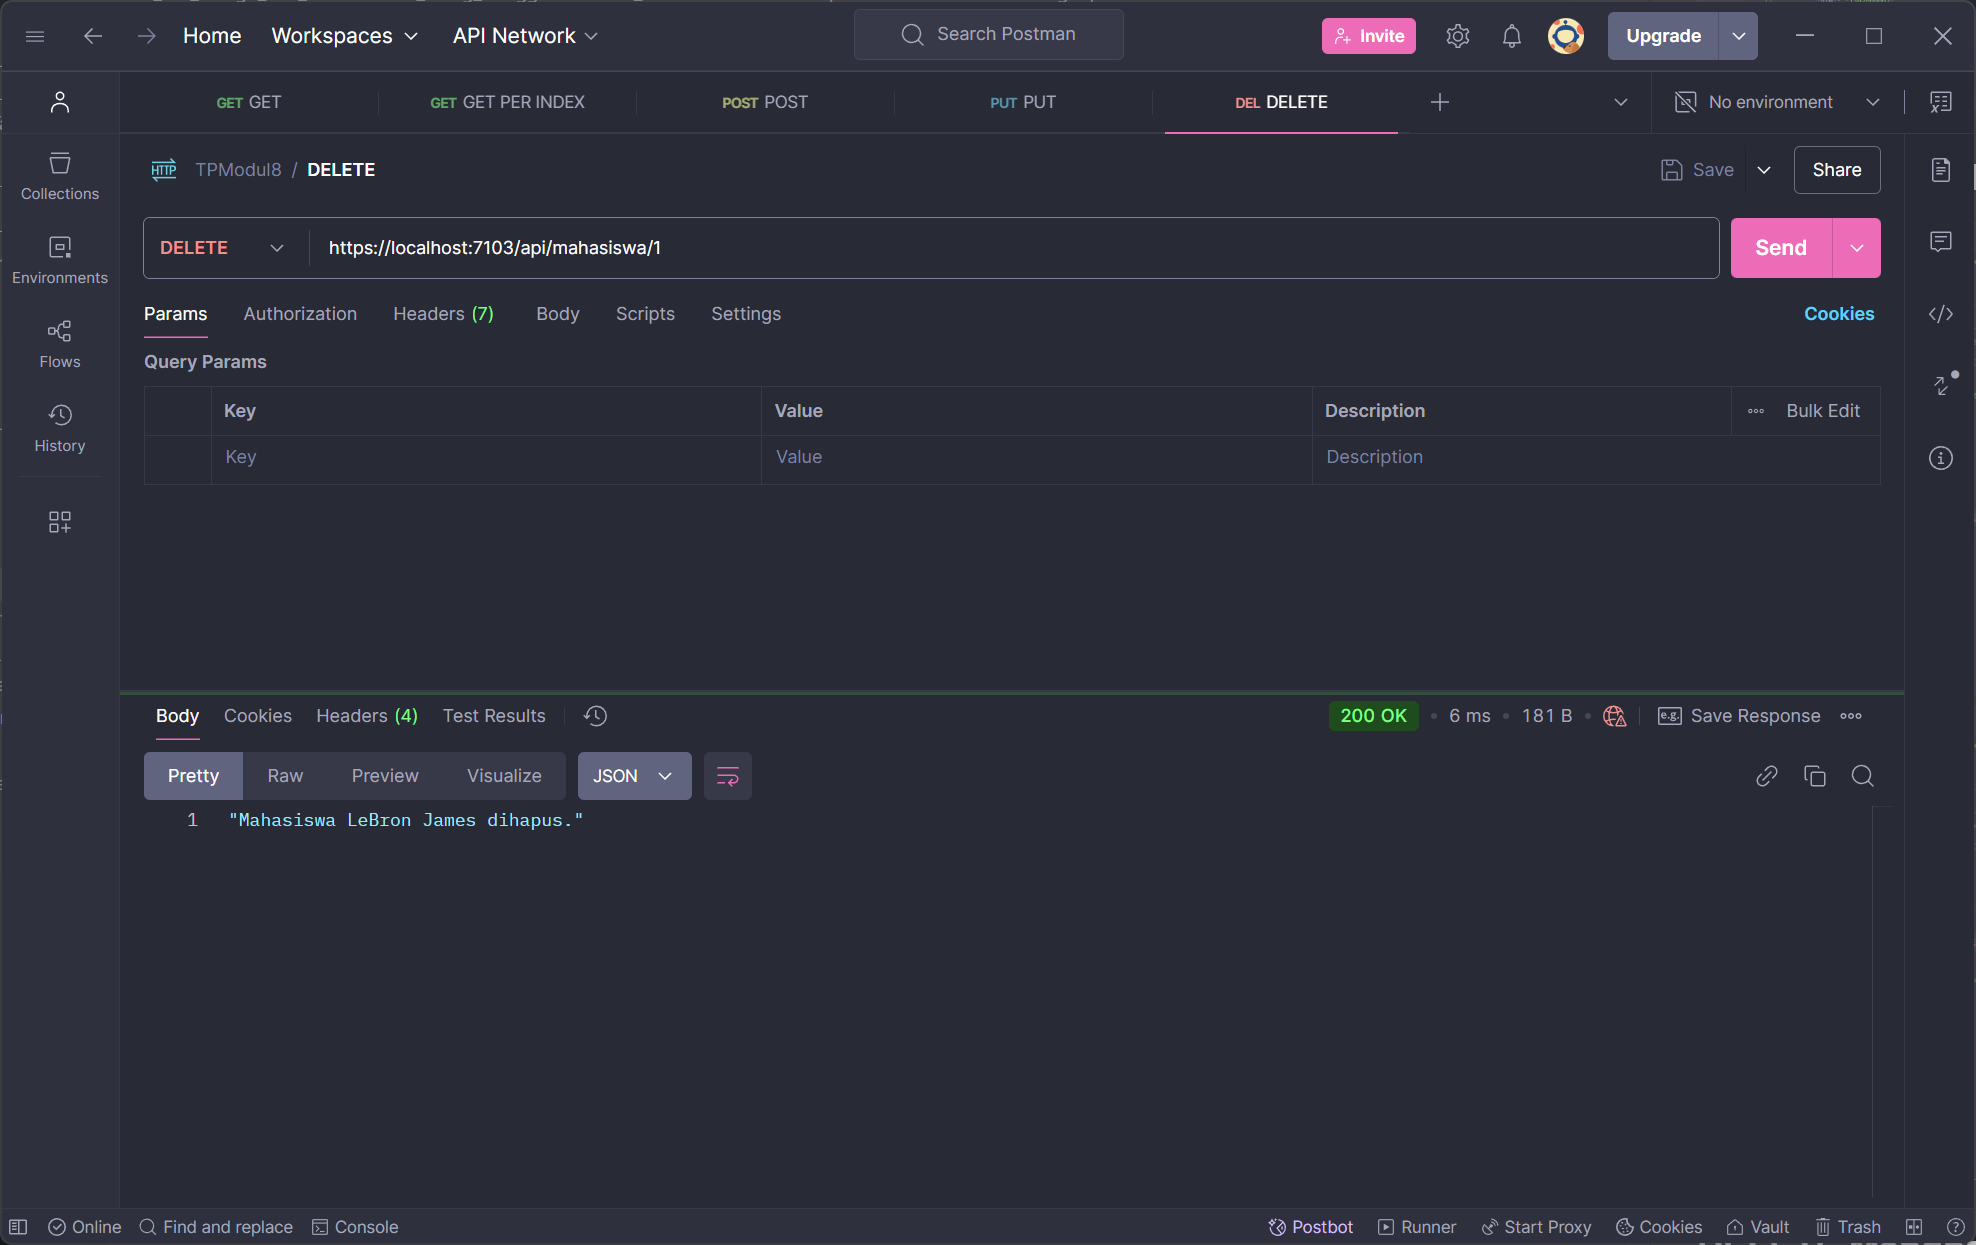 Home Workspaces API Network Search Postman Invite Upgrade
GET GET GET GET PER INDEX POST POST PUT PUT DEL DELETE No environment
HTTP TPModul8 / DELETE Save Share
Collections
DELETE https://localhost:7103/api/mahasiswa/1 Send
Environments
Params Authorization Headers (7) Body Scripts Settings Cookies
Flows
Query Params
Key Value Description Bulk Edit
History
Key Value Description
Body Cookies Headers (4) Test Results 200 OK 6 ms 181 B e.g. Save Response
Pretty Raw Preview Visualize JSON
1 "Mahasiswa LeBron James dihapus."
Online Find and replace Console Postbot Runner Start Proxy Cookies Vault Trash